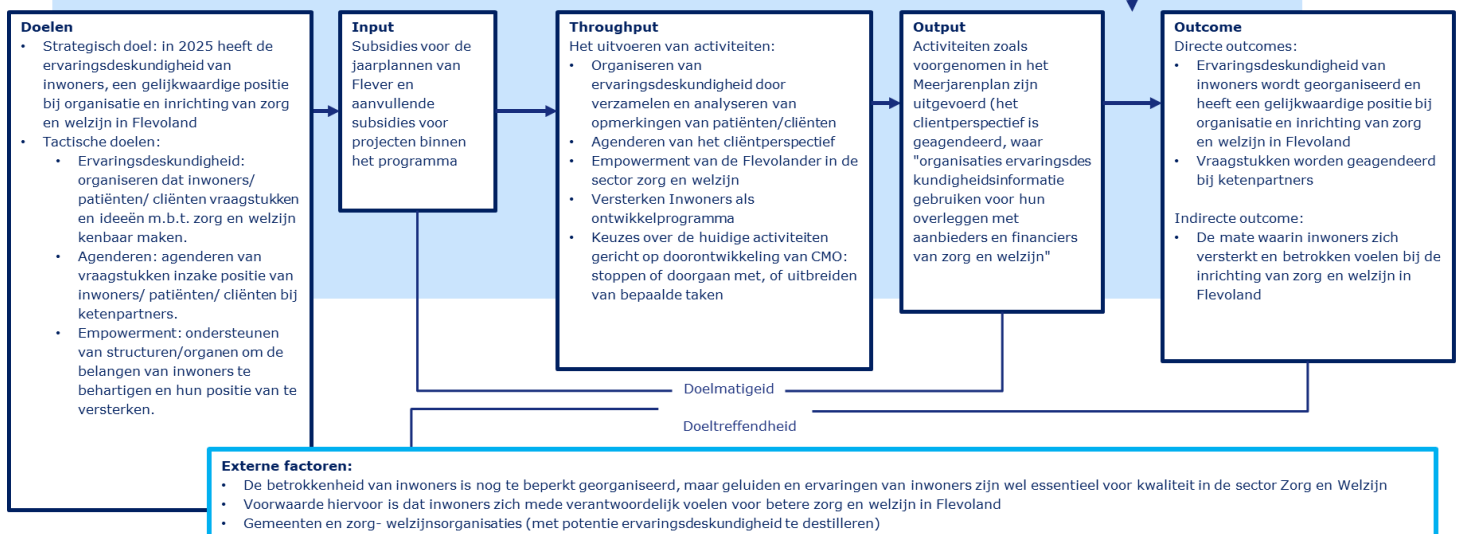 Doelen
• Strategisch doel: in 2025 heeft de
ervaringsdeskundigheid van
inwoners, een gelijkwaardige positie
bij organisatie en inrichting van zorg
en welzijn in Flevoland
• Tactische doelen:
• Ervaringsdeskundigheid:
organiseren dat inwoners/
patiënten/ cliënten vraagstukken
en ideeën m.b.t. zorg en welzijn
kenbaar maken.
• Agenderen: agenderen van
vraagstukken inzake positie van
inwoners/ patiënten/ cliënten bij
ketenpartners.
• Empowerment: ondersteunen
van structuren/organen om de
belangen van inwoners te
behartigen en hun positie van te
versterken.
Input
Subsidies voor de
jaarplannen van
Flever en
aanvullende
subsidies voor
projecten binnen
het programma
Throughput
Het uitvoeren van activiteiten:
• Organiseren van
ervaringsdeskundigheid door
verzamelen en analyseren van
opmerkingen van patiënten/cliënten
• Agenderen van het cliëntperspectief
• Empowerment van de Flevolander in de
sector zorg en welzijn
• Versterken Inwoners als
ontwikkelprogramma
• Keuzes over de huidige activiteiten
gericht op doorontwikkeling van CMO:
stoppen of doorgaan met, of uitbreiden
van bepaalde taken
Output
Activiteiten zoals
voorgenomen in het
Meerjarenplan zijn
uitgevoerd (het
clientperspectief is
geagendeerd, waar
"organisaties ervaringsdes
kundigheidsinformatie
gebruiken voor hun
overleggen met
aanbieders en financiers
van zorg en welzijn"
Outcome
Directe outcomes:
• Ervaringsdeskundigheid van
inwoners wordt georganiseerd en
heeft een gelijkwaardige positie bij
organisatie en inrichting van zorg
en welzijn in Flevoland
• Vraagstukken worden geagendeerd
bij ketenpartners
Indirecte outcome:
• De mate waarin inwoners zich
versterkt en betrokken voelen bij de
inrichting van zorg en welzijn in
Flevoland
Doelmatigeid
Doeltreffendheid
Externe factoren:
• De betrokkenheid van inwoners is nog te beperkt georganiseerd, maar geluiden en ervaringen van inwoners zijn wel essentieel voor kwaliteit in de sector Zorg en Welzijn
• Voorwaarde hiervoor is dat inwoners zich mede verantwoordelijk voelen voor betere zorg en welzijn in Flevoland
• Gemeenten en zorg- welzijnsorganisaties (met potentie ervaringsdeskundigheid te destilleren)